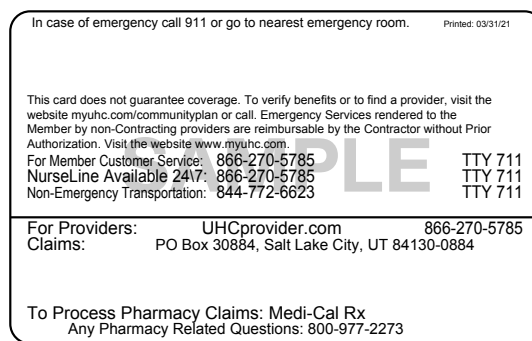 In case of emergency call 911 or go to nearest emergency room. Printed: 03/31/21
This card does not guarantee coverage. To verify benefits or to find a provider, visit the
website myuhc.com/communityplan or call. Emergency Services rendered to the
Member by non-Contracting providers are reimbursable by the Contractor without Prior
Authorization. Visit the website www.myuhc.com.
For Member Customer Service: 866-270-5785 TTY 711
NurseLine Available 24\7: 866-270-5785 TTY 711
Non-Emergency Transportation: 844-772-6623 TTY 711
SAMPLE
For Providers: UHCprovider.com 866-270-5785
Claims: PO Box 30884, Salt Lake City, UT 84130-0884
To Process Pharmacy Claims: Medi-Cal Rx
Any Pharmacy Related Questions: 800-977-2273